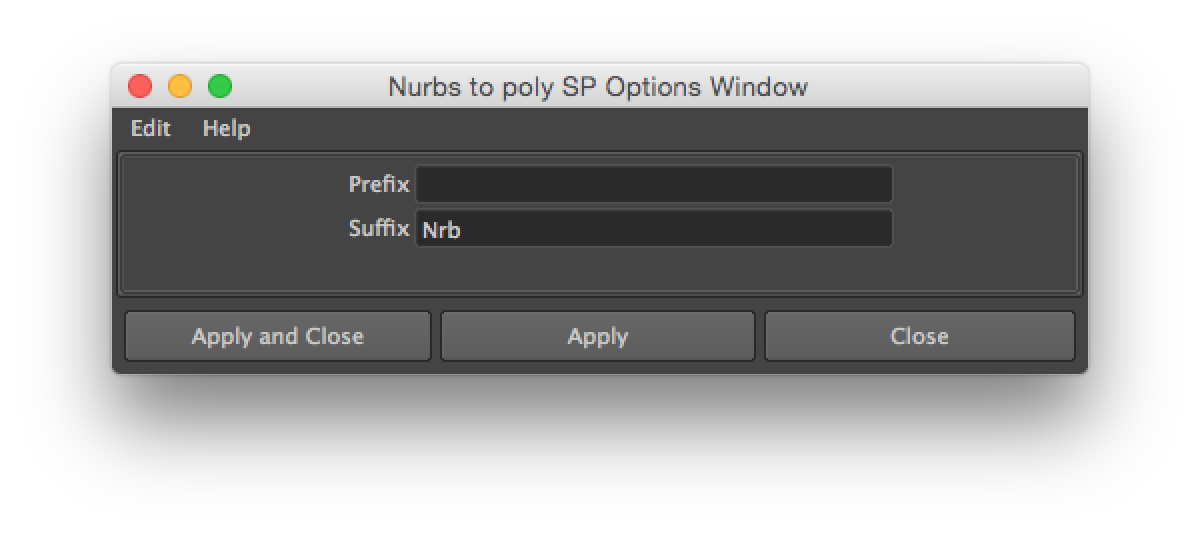 Nurbs to poly SP Options Window
Edit Help
Prefix
Suffix Nrb
Apply and Close Apply Close